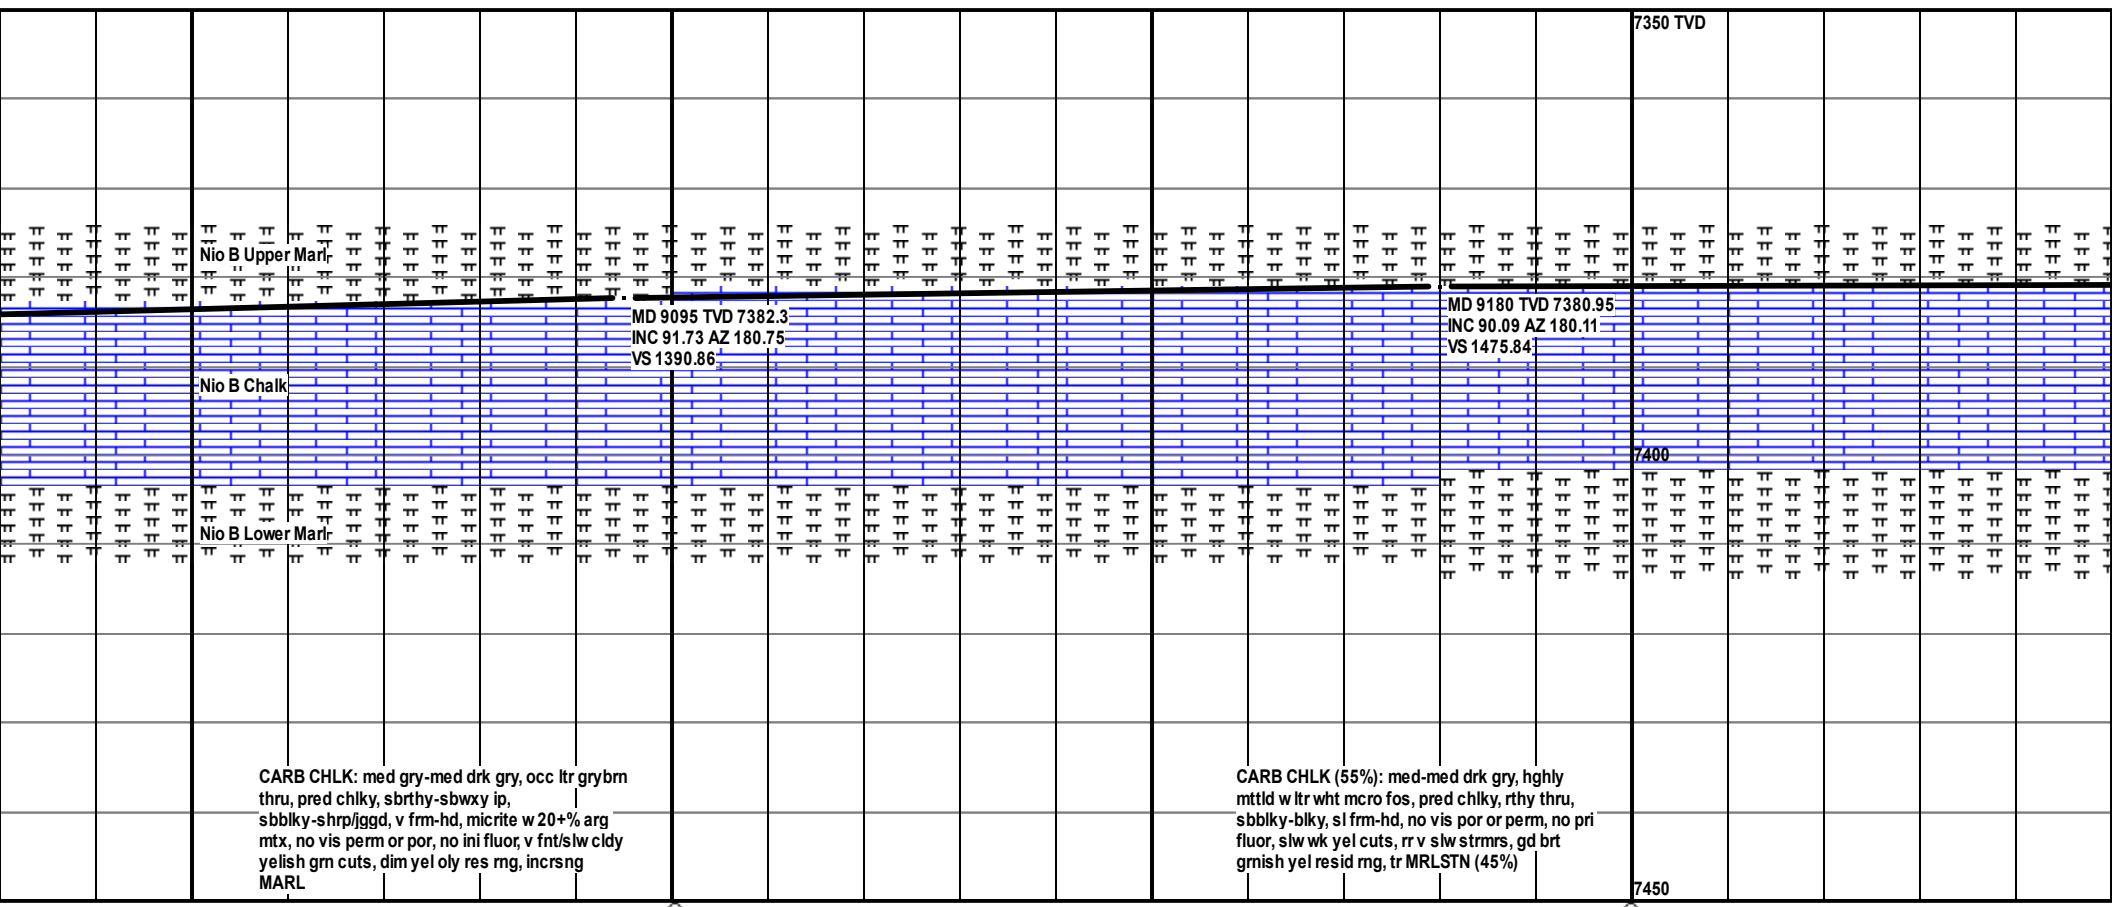 7350 TVD
Nio B Upper Marl
MD 9095 TVD 7382.3
INC 91.73 AZ 180.75
VS 1390.86
MD 9180 TVD 7380.95
INC 90.09 AZ 180.11
VS 1475.84
Nio B Chalk
7400
Nio B Lower Marl
CARB CHLK: med gry-med drk gry, occ ltr grybrn
thru, pred chlky, sbrthy-sbwxy ip,
sbblky-shrp/jggd, v frm-hd, micrite w 20+% arg
mtx, no vis perm or por, no ini fluor, v fnt/slw cldy
yelish grn cuts, dim yel oly res rng, incrsng
MARL
CARB CHLK (55%): med-med drk gry, hghly
mttld w ltr wht mcro fos, pred chlky, rthy thru,
sbblky-blky, sl frm-hd, no vis por or perm, no pri
fluor, slw wk yel cuts, rr v slw strmrs, gd brt
grnish yel resid rng, tr MRLSTN (45%)
7450